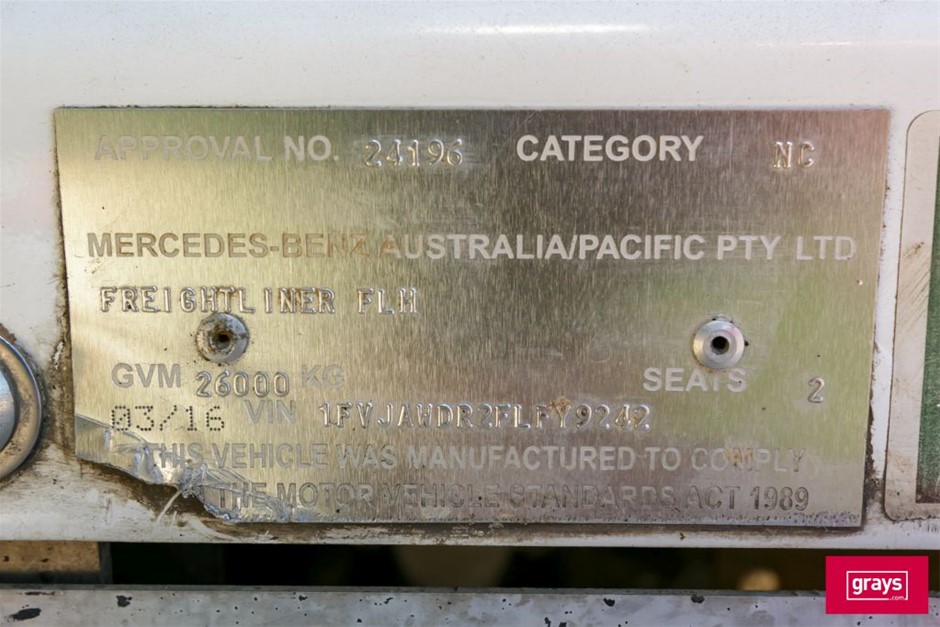 APPROVAL NO. 24196 CATEGORY NC
MERCEDES-BENZ AUSTRALIA/PACIFIC PTY LTD
FREIGHTLINER FLH
GVM 26000 KG SEATS 2
03/16 VIN 1FVJAWDR2FLFY9242
THIS VEHICLE WAS MANUFACTURED TO COMPLY
THE MOTOR VEHICLE STANDARDS ACT 1989
grays
.com